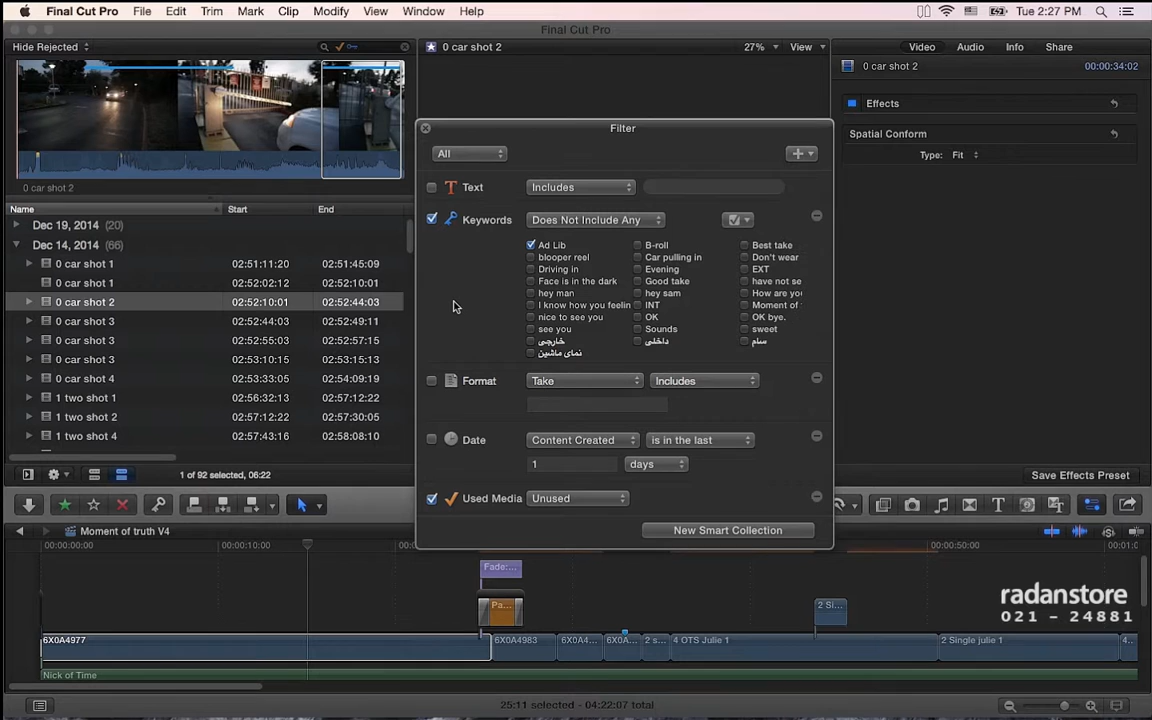 Final Cut Pro File Edit Trim Mark Clip Modify View Window Help Tue 2:27 PM
Final Cut Pro
Hide Rejected
0 car shot 2 27% View
Video Audio Info Share
0 car shot 2 00:00:34:02
Effects
Spatial Conform
Type: Fit
0 car shot 2
Name Start End
Dec 19, 2014 (20)
Dec 14, 2014 (66)
0 car shot 1 02:51:11:20 02:51:45:09
0 car shot 1 02:52:02:12 02:52:10:01
0 car shot 2 02:52:10:01 02:52:44:03
0 car shot 3 02:52:44:03 02:52:49:11
0 car shot 3 02:52:55:03 02:52:57:15
0 car shot 3 02:53:10:15 02:53:15:13
0 car shot 4 02:53:33:05 02:54:09:19
1 two shot 1 02:56:32:13 02:57:12:22
1 two shot 2 02:57:12:22 02:57:30:05
1 two shot 4 02:57:43:16 02:58:08:10
1 of 92 selected, 06:22
Filter
All
Text Includes
Keywords Does Not Include Any
Ad Lib B-roll Best take
blooper reel Car pulling in Don't wear
Driving in Evening EXT
Face is in the dark Good take have not se
hey man hey sam How are you
I know how you feelin INT Moment of
nice to see you OK OK bye.
see you Sounds sweet
خارجی داخلی سام
نمای ماشین
Format Take Includes
Date Content Created is in the last
1 days
Used Media Unused
New Smart Collection
Save Effects Preset
Moment of truth V4
00:00:00:00 00:00:10:00 00:0 00:00:50:00 00:01:0
Fade:...
Pa...
2 Si...
6X0A4977 6X0A4983 6X0A4... 6X0A... 2 s... 4 OTS Julie 1 2 Single julie 1 4...
Nick of Time
radanstore
021 - 24881
25:11 selected - 04:22:07 total